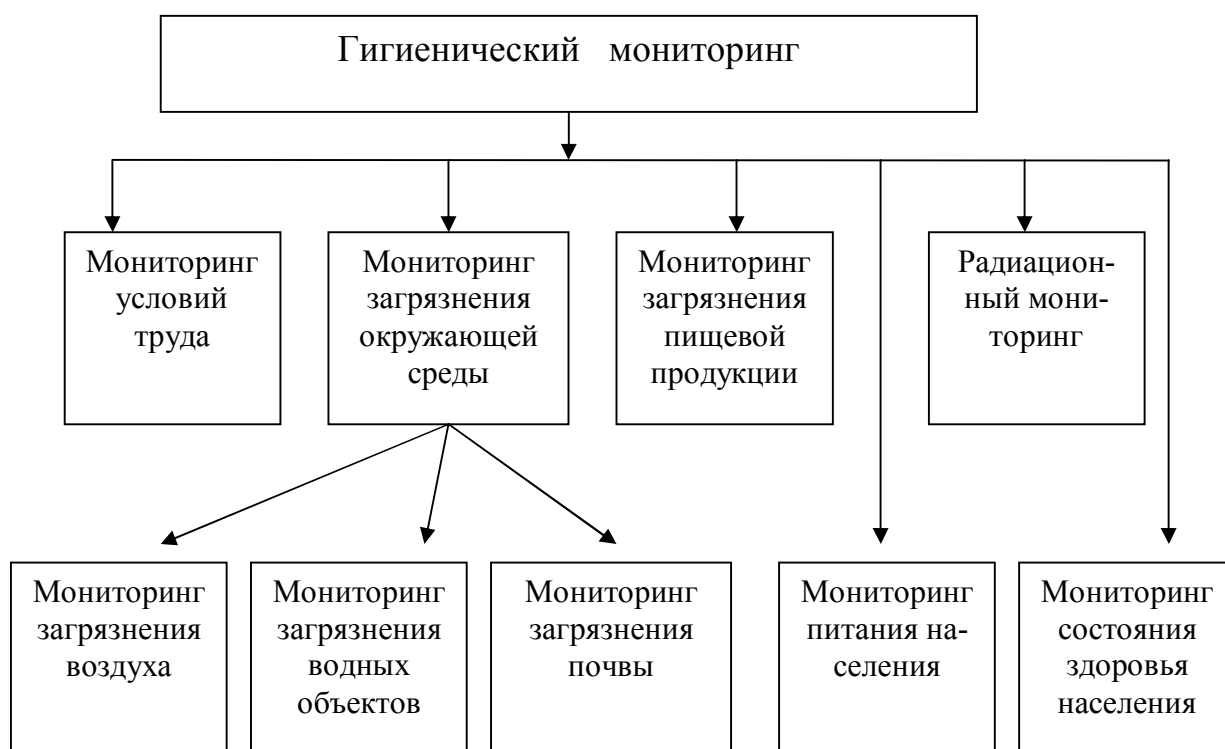 Гигиенический мониторинг
Мониторинг
условий
труда
Мониторинг
загрязнения
окружающей
среды
Мониторинг
загрязнения
пищевой
продукции
Радиацион-
ный мони-
торинг
Мониторинг
загрязнения
воздуха
Мониторинг
загрязнения
водных
объектов
Мониторинг
загрязнения
почвы
Мониторинг
питания на-
селения
Мониторинг
состояния
здоровья
населения